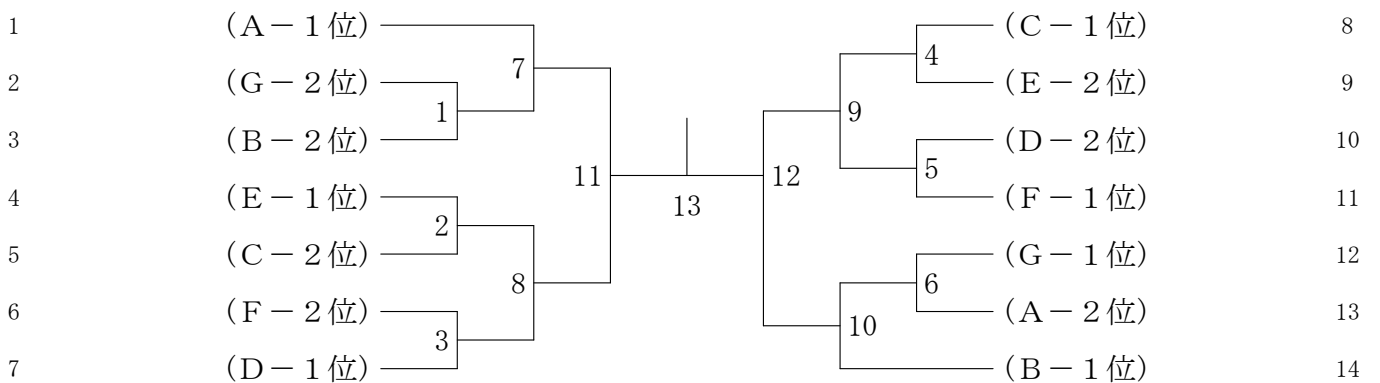 1 (A－1位) (C－1位) 8
7 4
2 (G－2位) (E－2位) 9
1 9
3 (B－2位) (D－2位) 10
11 12 5
4 (E－1位) 13 (F－1位) 11
2
5 (C－2位) (G－1位) 12
8 6
6 (F－2位) (A－2位) 13
3 10
7 (D－1位) (B－1位) 14